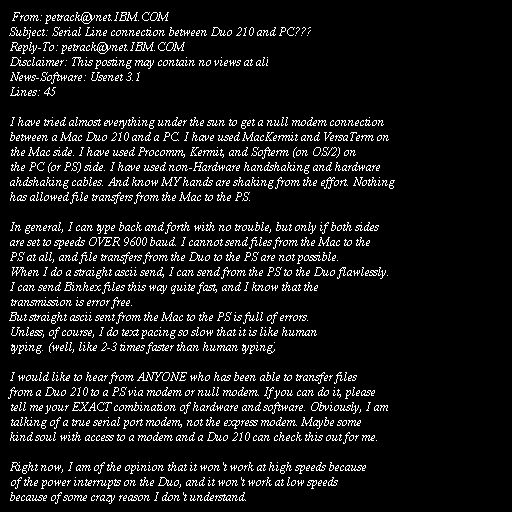 From: petrack@vnet.IBM.COM
Subject: Serial Line connection between Duo 210 and PC???
Reply-To: petrack@vnet.IBM.COM
Disclaimer: This posting may contain no views at all
News-Software: Usenet 3.1
Lines: 45

I have tried almost everything under the sun to get a null modem connection
between a Mac Duo 210 and a PC. I have used MacKermit and VersaTerm on
the Mac side. I have used Procomm, Kermit, and Softerm (on OS/2) on
the PC (or PS) side. I have used non-Hardware handshaking and hardware
ahdshaking cables. And know MY hands are shaking from the effort. Nothing
has allowed file transfers from the Mac to the PS.

In general, I can type back and forth with no trouble, but only if both sides
are set to speeds OVER 9600 baud. I cannot send files from the Mac to the
PS at all, and file transfers from the Duo to the PS are not possible.
When I do a straight ascii send, I can send from the PS to the Duo flawlessly.
I can send Binhex files this way quite fast, and I know that the
transmission is error free.
But straight ascii sent from the Mac to the PS is full of errors.
Unless, of course, I do text pacing so slow that it is like human
typing. (well, like 2-3 times faster than human typing)

I would like to hear from ANYONE who has been able to transfer files
from a Duo 210 to a PS via modem or null modem. If you can do it, please
tell me your EXACT combination of hardware and software. Obviously, I am
talking of a true serial port modem, not the express modem. Maybe some
kind soul with access to a modem and a Duo 210 can check this out for me.

Right now, I am of the opinion that it won't work at high speeds because
of the power interrupts on the Duo, and it won't work at low speeds
because of some crazy reason I don't understand.